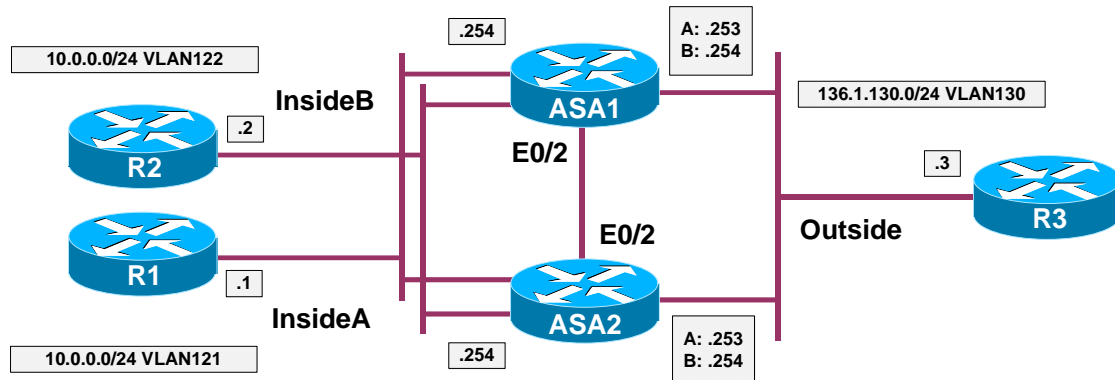 .254
A: .253
B: .254
10.0.0.0/24 VLAN122
InsideB
ASA1
136.1.130.0/24 VLAN130
.2
R2
E0/2
.3
R3
E0/2
Outside
R1
.1
InsideA
ASA2
10.0.0.0/24 VLAN121
.254
A: .253
B: .254